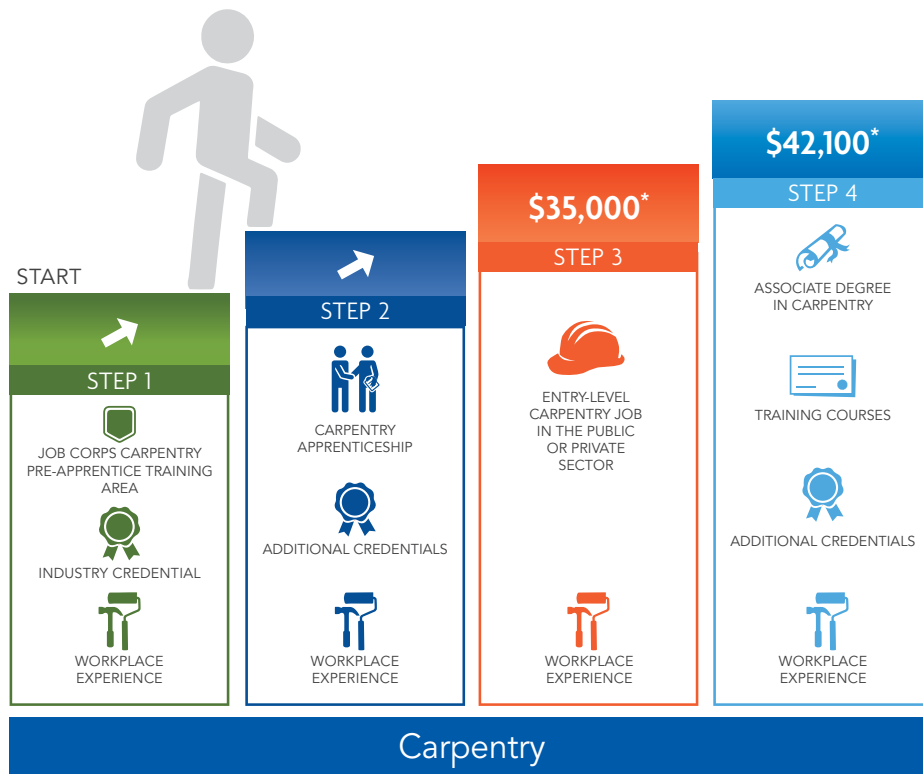 START
STEP 1
JOB CORPS CARPENTRY
PRE-APPRENTICE TRAINING
AREA
INDUSTRY CREDENTIAL
WORKPLACE
EXPERIENCE
STEP 2
CARPENTRY
APPRENTICESHIP
ADDITIONAL CREDENTIALS
WORKPLACE
EXPERIENCE
$35,000*
STEP 3
ENTRY-LEVEL
CARPENTRY JOB
IN THE PUBLIC
OR PRIVATE
SECTOR
WORKPLACE
EXPERIENCE
$42,100*
STEP 4
ASSOCIATE DEGREE
IN CARPENTRY
TRAINING COURSES
ADDITIONAL CREDENTIALS
WORKPLACE
EXPERIENCE
Carpentry